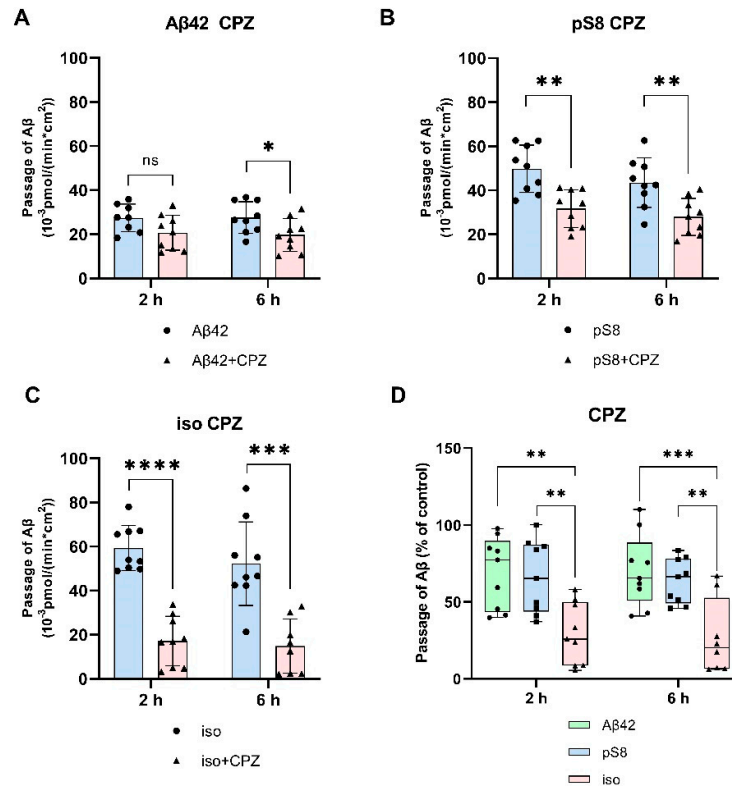 A
Aβ42 CPZ
Passage of Aβ
(10⁻³pmol/(min*cm²))
100
80
60
40
20
0
ns
*
2 h
6 h
Aβ42
Aβ42+CPZ
B
pS8 CPZ
Passage of Aβ
(10⁻³pmol/(min*cm²))
100
80
60
40
20
0
**
**
2 h
6 h
pS8
pS8+CPZ
C
iso CPZ
Passage of Aβ
(10⁻³pmol/(min*cm²))
100
80
60
40
20
0
****
***
2 h
6 h
iso
iso+CPZ
D
CPZ
Passage of Aβ (% of control)
150
100
50
0
**
**
***
**
2 h
6 h
Aβ42
pS8
iso